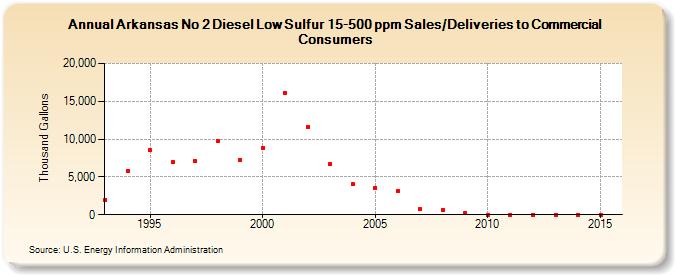 Annual Arkansas No 2 Diesel Low Sulfur 15-500 ppm Sales/Deliveries to Commercial
Consumers
Thousand Gallons
20,000
15,000
10,000
5,000
0
1995
2000
2005
2010
2015
Source: U.S. Energy Information Administration